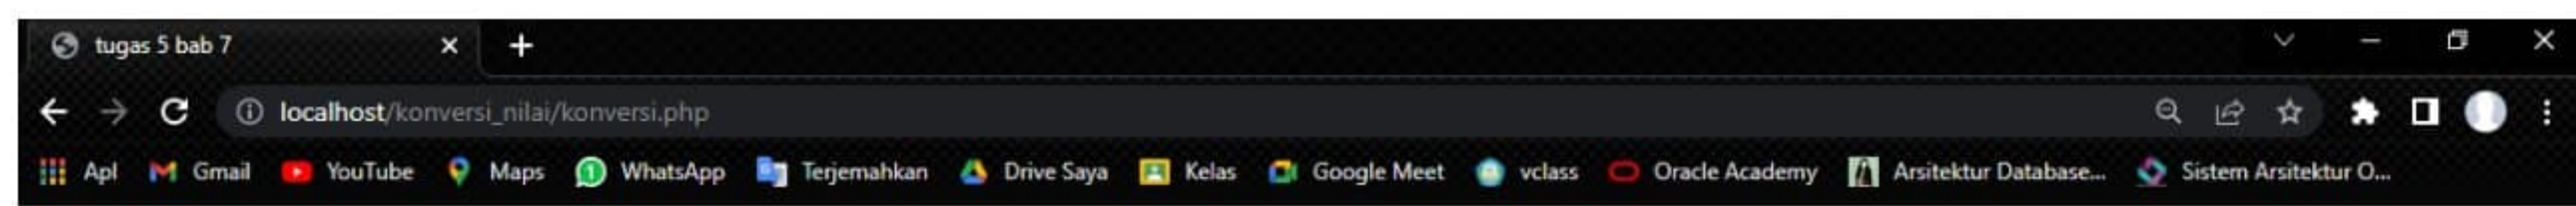 tugas 5 bab 7
localhost/konversi_nilai/konversi.php
Apl Gmail YouTube Maps WhatsApp Terjemahkan Drive Saya Kelas Google Meet vclass Oracle Academy Arsitektur Database... Sistem Arsitektur O...